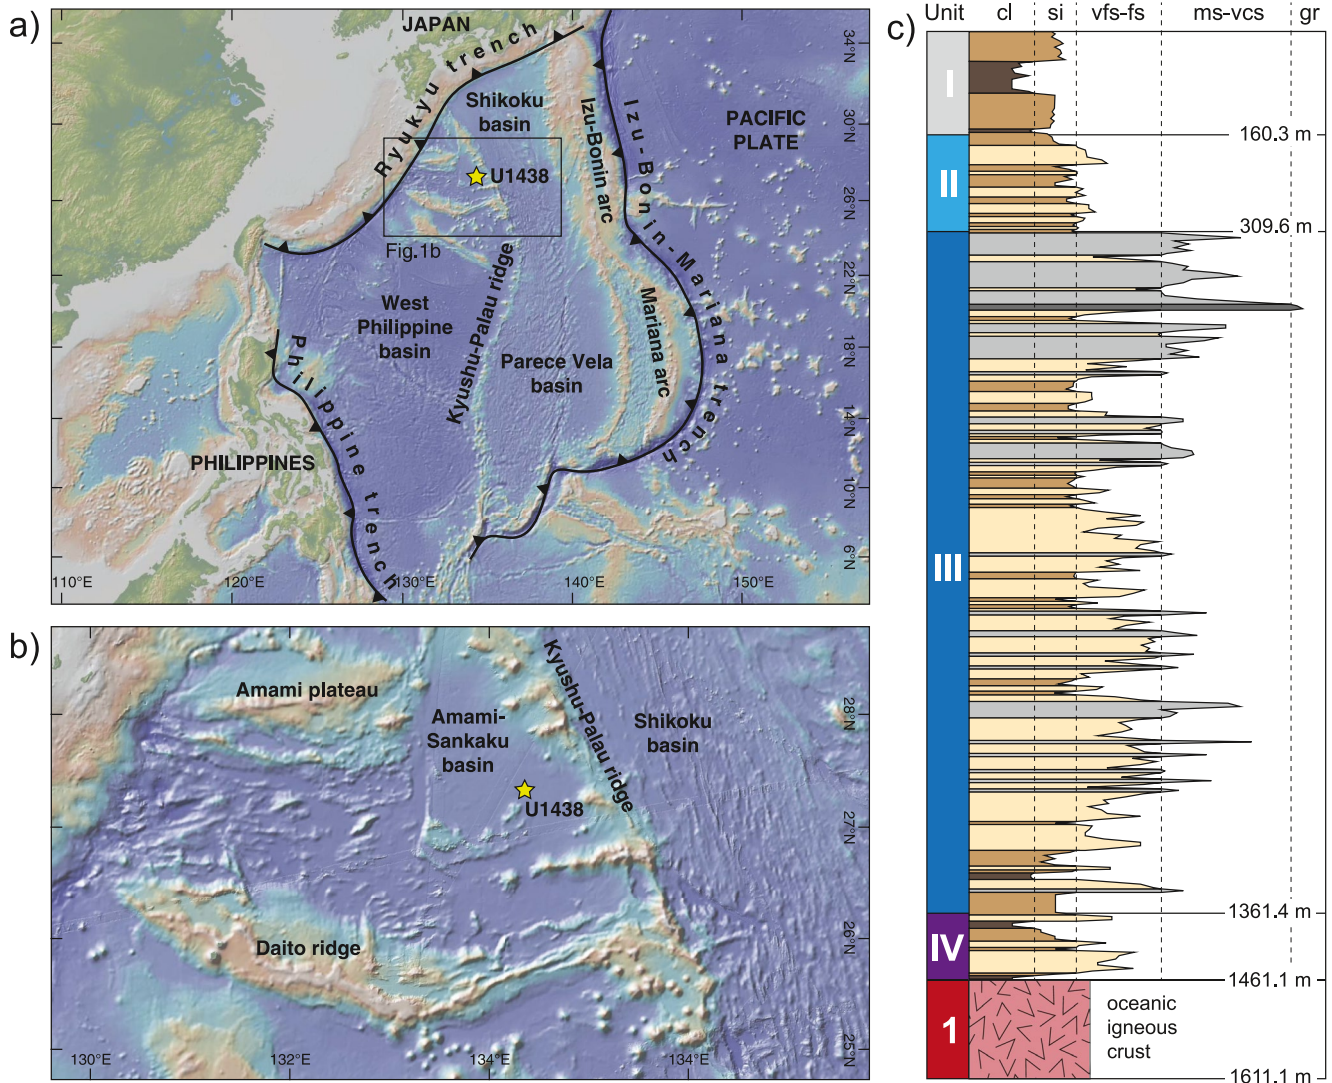 a)
JAPAN
Ryukyu trench
Shikoku
basin
Izu-Bonin arc
Izu-Bonin-Mariana trench
PACIFIC
PLATE
U1438
Fig.1b
West
Philippine
basin
Kyushu-Palau ridge
Parece Vela
basin
Mariana arc
Philippine trench
PHILIPPINES
34°N
30°N
26°N
22°N
18°N
14°N
10°N
6°N
110°E
120°E
130°E
140°E
150°E
b)
Amami plateau
Amami-
Sankaku
basin
Kyushu-Palau ridge
Shikoku
basin
U1438
Daito ridge
28°N
27°N
26°N
25°N
130°E
132°E
134°E
134°E
c)
Unit cl si vfs-fs ms-vcs gr
I
160.3 m
II
309.6 m
III
1361.4 m
IV
1461.1 m
1
oceanic
igneous
crust
1611.1 m